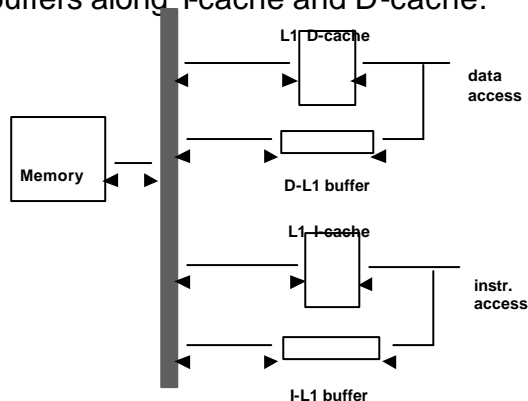 buffers along I-cache and D-cache.
L1 D-cache
data
access
Memory
D-L1 buffer
L1 I-cache
instr.
access
I-L1 buffer